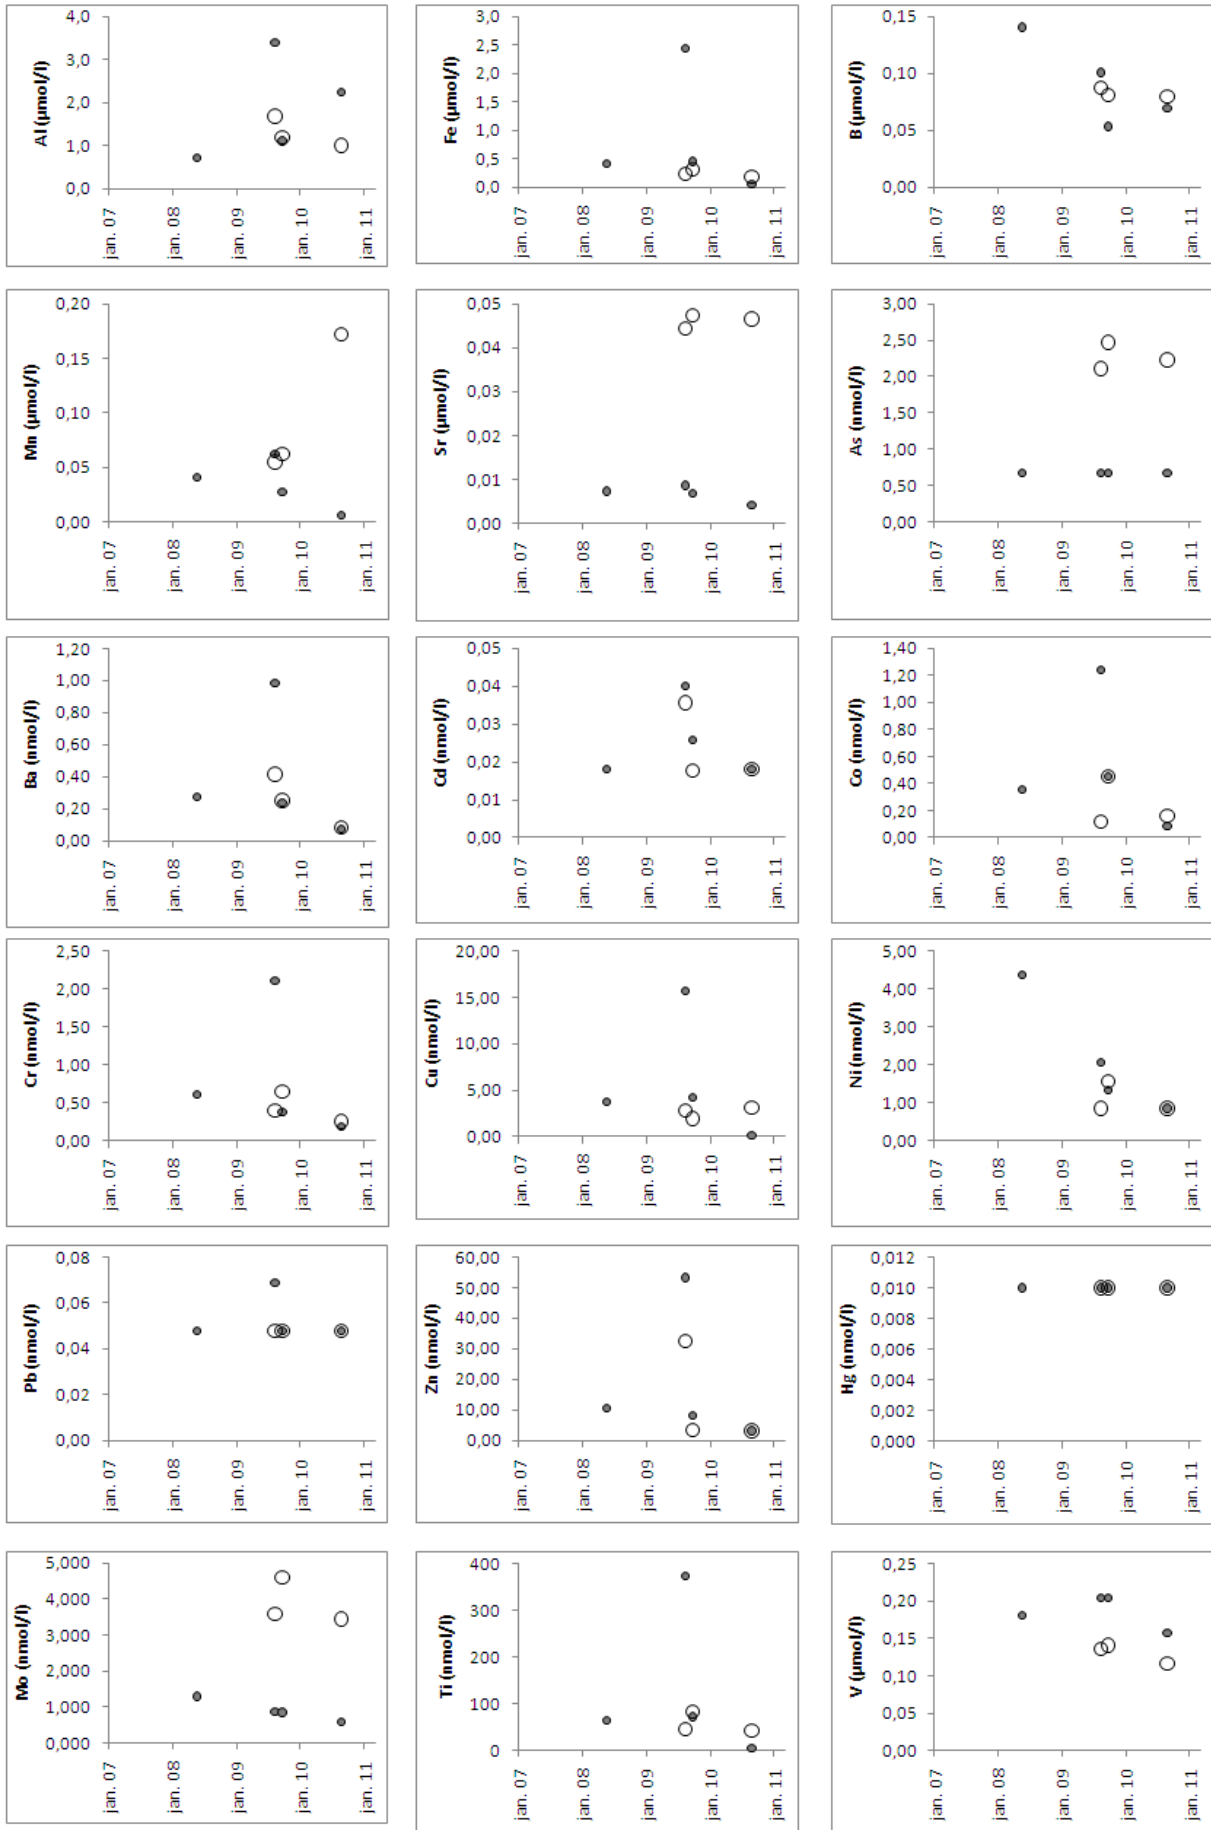 4,0
3,0
2,0
1,0
0,0
Al (µmol/l)
jan. 07
jan. 08
jan. 09
jan. 10
jan. 11
3,0
2,5
2,0
1,5
1,0
0,5
0,0
Fe (µmol/l)
jan. 07
jan. 08
jan. 09
jan. 10
jan. 11
0,15
0,10
0,05
0,00
B (µmol/l)
jan. 07
jan. 08
jan. 09
jan. 10
jan. 11
0,20
0,15
0,10
0,05
0,00
Mn (µmol/l)
jan. 07
jan. 08
jan. 09
jan. 10
jan. 11
0,05
0,04
0,03
0,02
0,01
0,00
Sr (µmol/l)
jan. 07
jan. 08
jan. 09
jan. 10
jan. 11
3,00
2,50
2,00
1,50
1,00
0,50
0,00
As (nmol/l)
jan. 07
jan. 08
jan. 09
jan. 10
jan. 11
1,20
1,00
0,80
0,60
0,40
0,20
0,00
Ba (nmol/l)
jan. 07
jan. 08
jan. 09
jan. 10
jan. 11
0,05
0,04
0,03
0,02
0,01
0,00
Cd (nmol/l)
jan. 07
jan. 08
jan. 09
jan. 10
jan. 11
1,40
1,20
1,00
0,80
0,60
0,40
0,20
0,00
Co (nmol/l)
jan. 07
jan. 08
jan. 09
jan. 10
jan. 11
2,50
2,00
1,50
1,00
0,50
0,00
Cr (nmol/l)
jan. 07
jan. 08
jan. 09
jan. 10
jan. 11
20,00
15,00
10,00
5,00
0,00
Cu (nmol/l)
jan. 07
jan. 08
jan. 09
jan. 10
jan. 11
5,00
4,00
3,00
2,00
1,00
0,00
Ni (nmol/l)
jan. 07
jan. 08
jan. 09
jan. 10
jan. 11
0,08
0,06
0,04
0,02
0,00
Pb (nmol/l)
jan. 07
jan. 08
jan. 09
jan. 10
jan. 11
60,00
50,00
40,00
30,00
20,00
10,00
0,00
Zn (nmol/l)
jan. 07
jan. 08
jan. 09
jan. 10
jan. 11
0,012
0,010
0,008
0,006
0,004
0,002
0,000
Hg (nmol/l)
jan. 07
jan. 08
jan. 09
jan. 10
jan. 11
5,000
4,000
3,000
2,000
1,000
0,000
Mo (nmol/l)
jan. 07
jan. 08
jan. 09
jan. 10
jan. 11
400
300
200
100
0
Ti (nmol/l)
jan. 07
jan. 08
jan. 09
jan. 10
jan. 11
0,25
0,20
0,15
0,10
0,05
0,00
V (µmol/l)
jan. 07
jan. 08
jan. 09
jan. 10
jan. 11